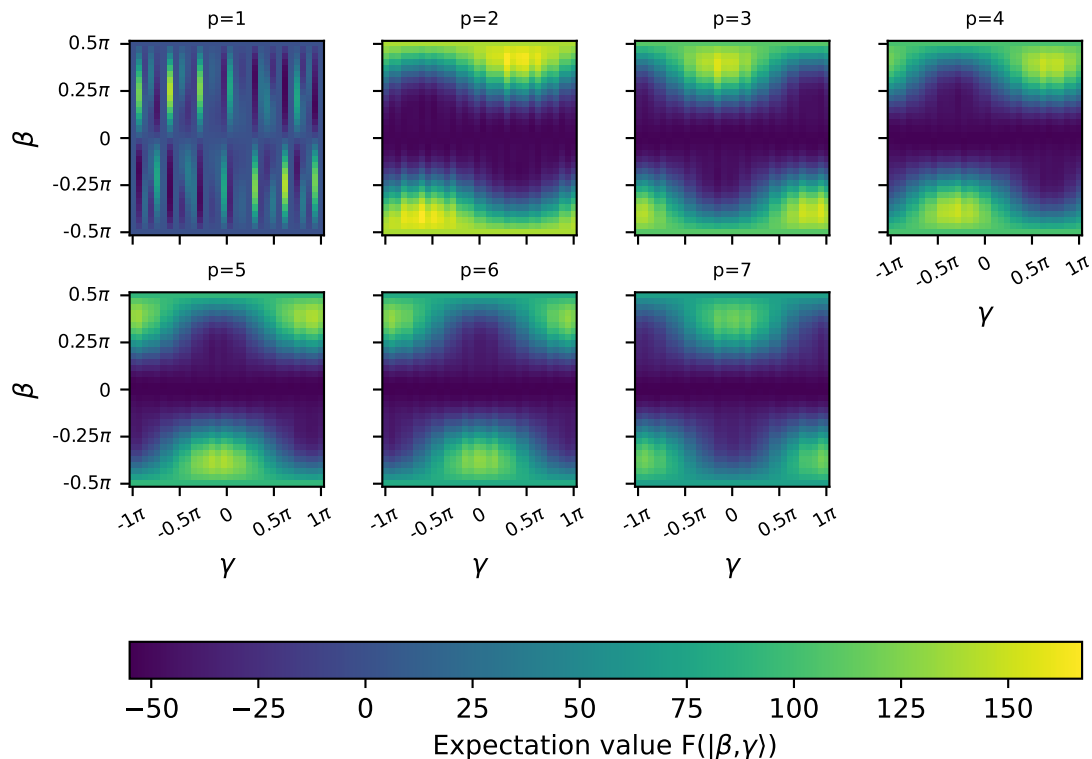 p=1 p=2 p=3 p=4
0.5π
0.25π
0
-0.25π
-0.5π
β
-1π -0.5π 0 0.5π 1π
γ
p=5 p=6 p=7
0.5π
0.25π
0
-0.25π
-0.5π
β
-1π -0.5π 0 0.5π 1π -1π -0.5π 0 0.5π 1π -1π -0.5π 0 0.5π 1π
γ γ γ
−50 −25 0 25 50 75 100 125 150
Expectation value F(|β,γ⟩)